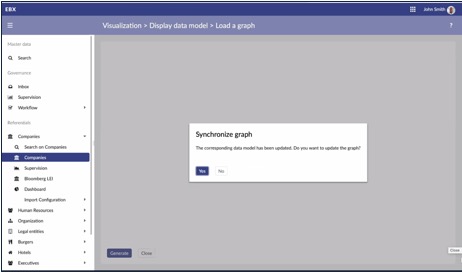 EBX
John Smith
Visualization > Display data model > Load a graph
?
Master data
Search
Governance
Inbox
Supervision
Workflow
Referentials
Companies
Search on Companies
Companies
Supervision
Bloomberg LEI
Dashboard
Import Configuration
Human Resources
Organization
Legal entities
Burgers
Hotels
Executives
Synchronize graph
The corresponding data model has been updated. Do you want to update the graph?
Yes
No
Generate
Close
Close